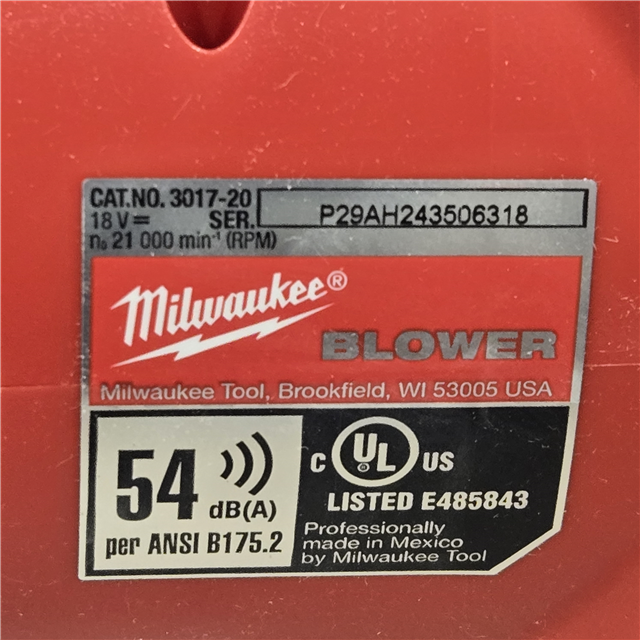 CAT.NO. 3017-20
18 V⎓ SER. P29AH243506318
n₀ 21 000 min⁻¹ (RPM)
Milwaukee®
BLOWER
Milwaukee Tool, Brookfield, WI 53005 USA
54 dB(A)
per ANSI B175.2
C UL US
LISTED E485843
Professionally
made in Mexico
by Milwaukee Tool